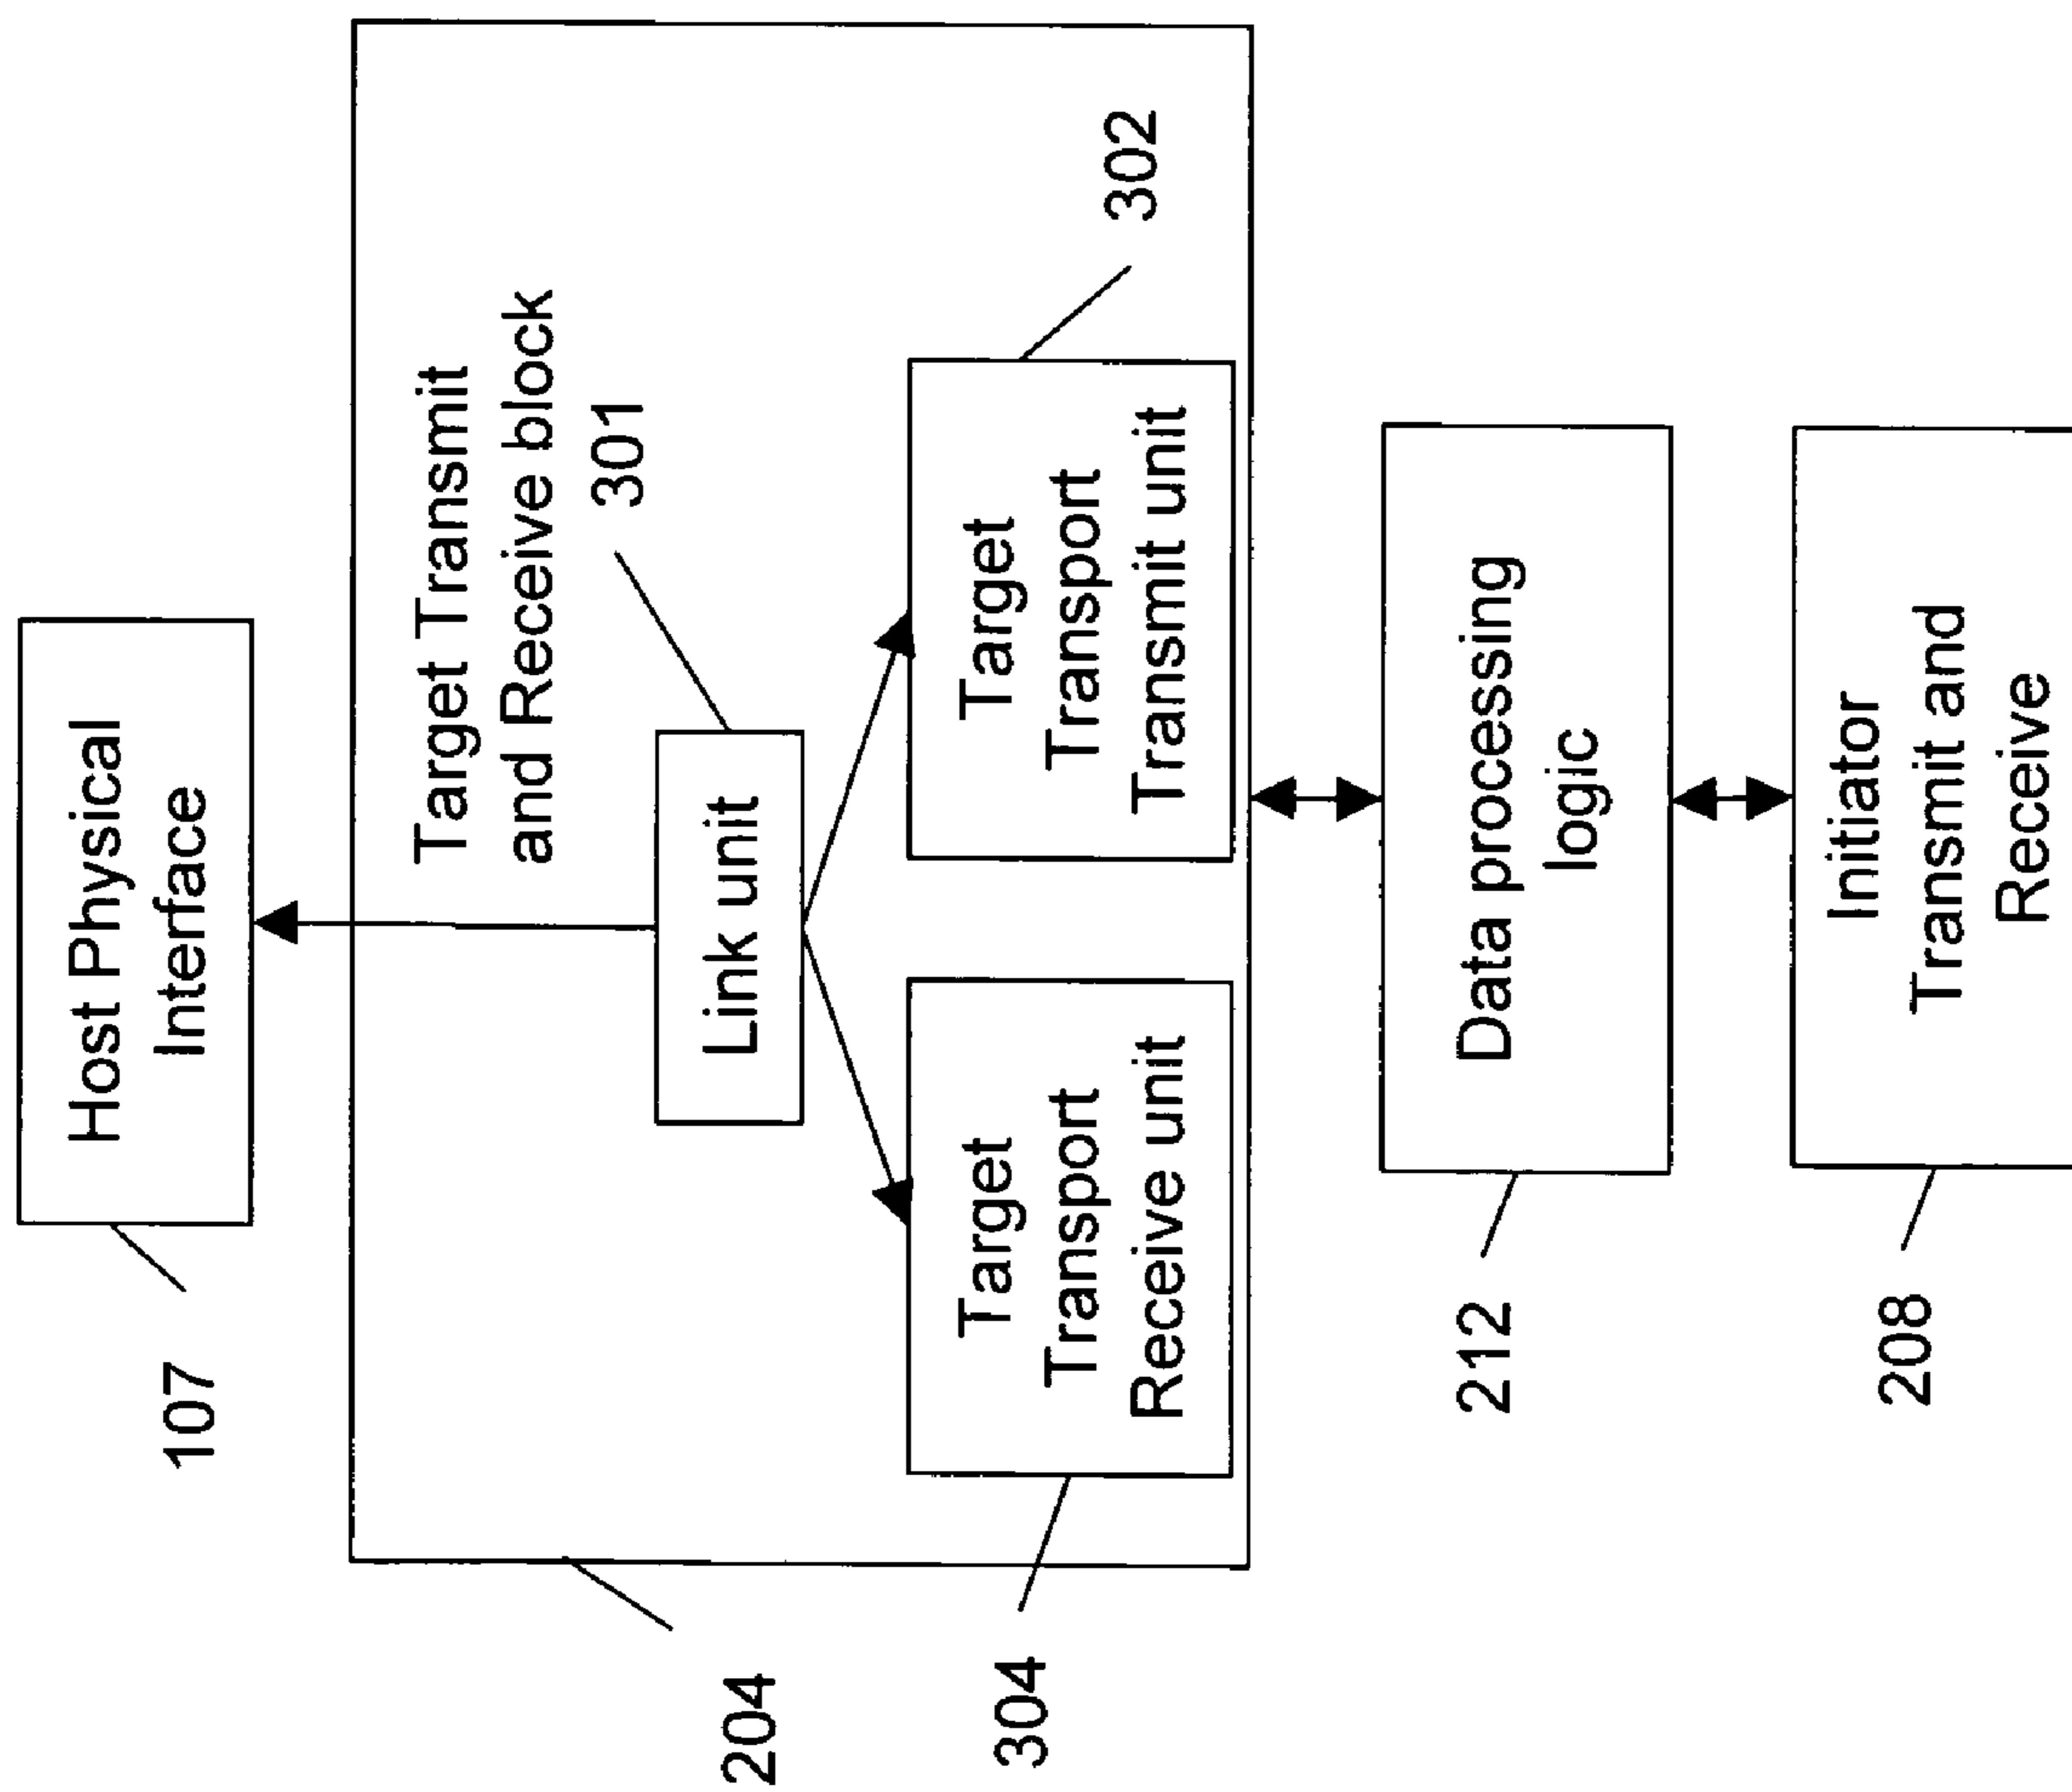 107
Host Physical
Interface
204
Target Transmit
and Receive block
301
Link unit
304
Target
Transport
Receive unit
302
Target
Transport
Transmit unit
212
Data processing
logic
208
Initiator
Transmit and
Receive